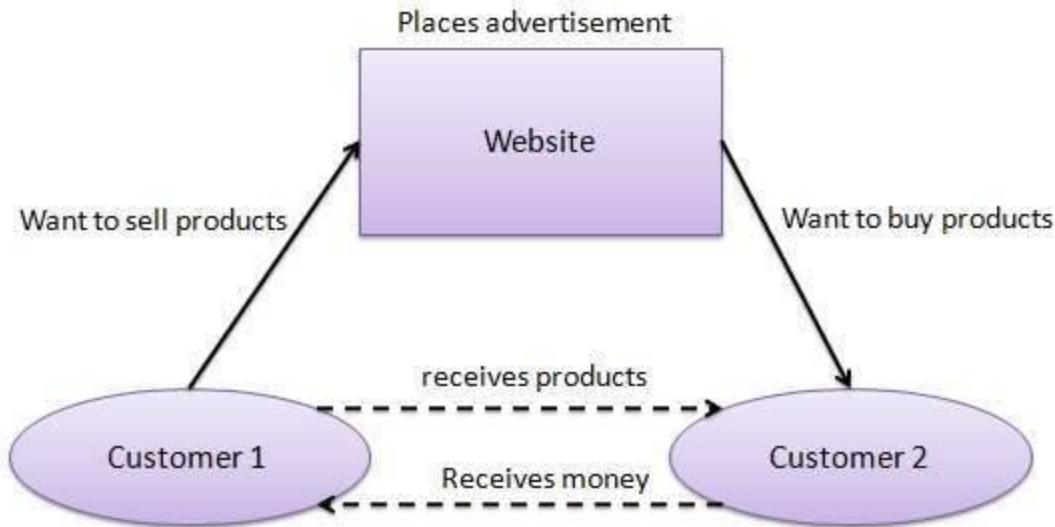 Places advertisement
Website
Want to sell products
Want to buy products
receives products
Customer 1
Customer 2
Receives money